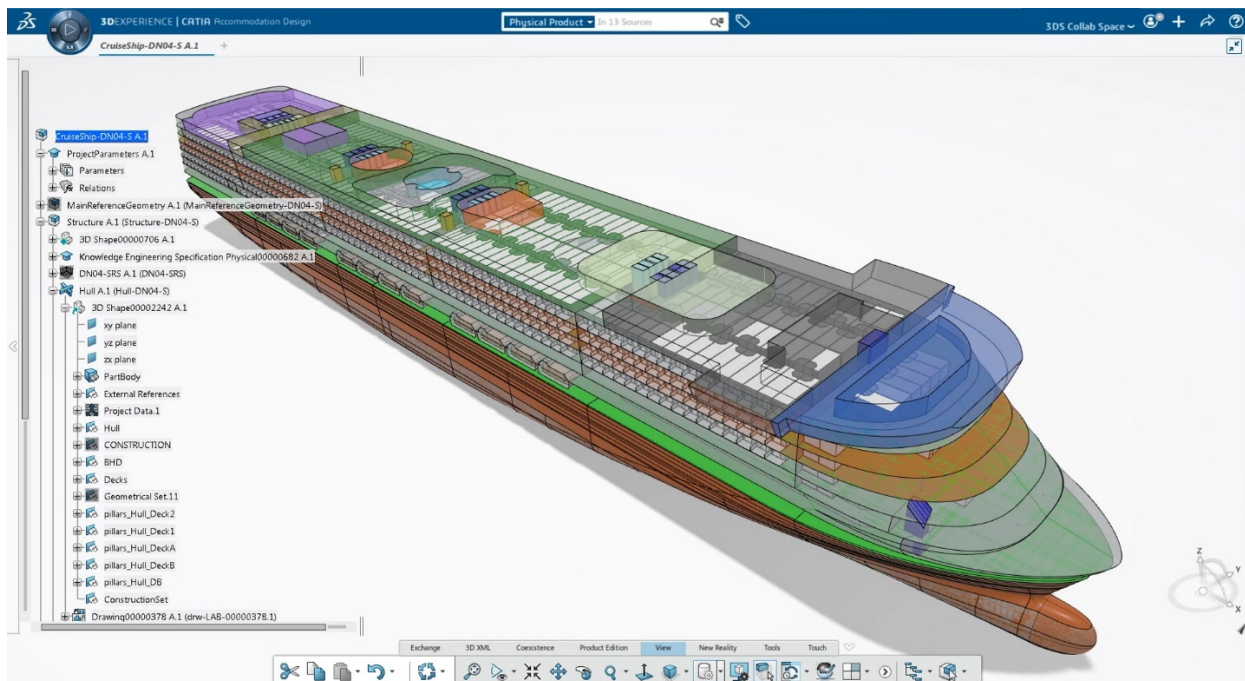 3DEXPERIENCE | CATIA Accommodation Design
Physical Product
In 13 Sources
3DS Collab Space
CruiseShip-DN04-S A.1
CruiseShip-DN04-S A.1
ProjectParameters A.1
Parameters
Relations
MainReferenceGeometry A.1 (MainReferenceGeometry-DN04-S)
Structure A.1 (Structure-DN04-S)
3D Shape00000706 A.1
Knowledge Engineering Specification Physical00000682 A.1
DN04-SRS A.1 (DN04-SRS)
Hull A.1 (Hull-DN04-S)
3D Shape00002242 A.1
xy plane
yz plane
zx plane
PartBody
External References
Project Data.1
Hull
CONSTRUCTION
BHD
Decks
Geometrical Set.11
pillars_Hull_Deck2
pillars_Hull_Deck1
pillars_Hull_DeckA
pillars_Hull_DeckB
pillars_Hull_DB
ConstructionSet
Drawing00000378 A.1 (drw-LAB-00000378.1)
Z
Y
X
Exchange 3D XML Coexistence Product Edition View New Reality Tools Touch